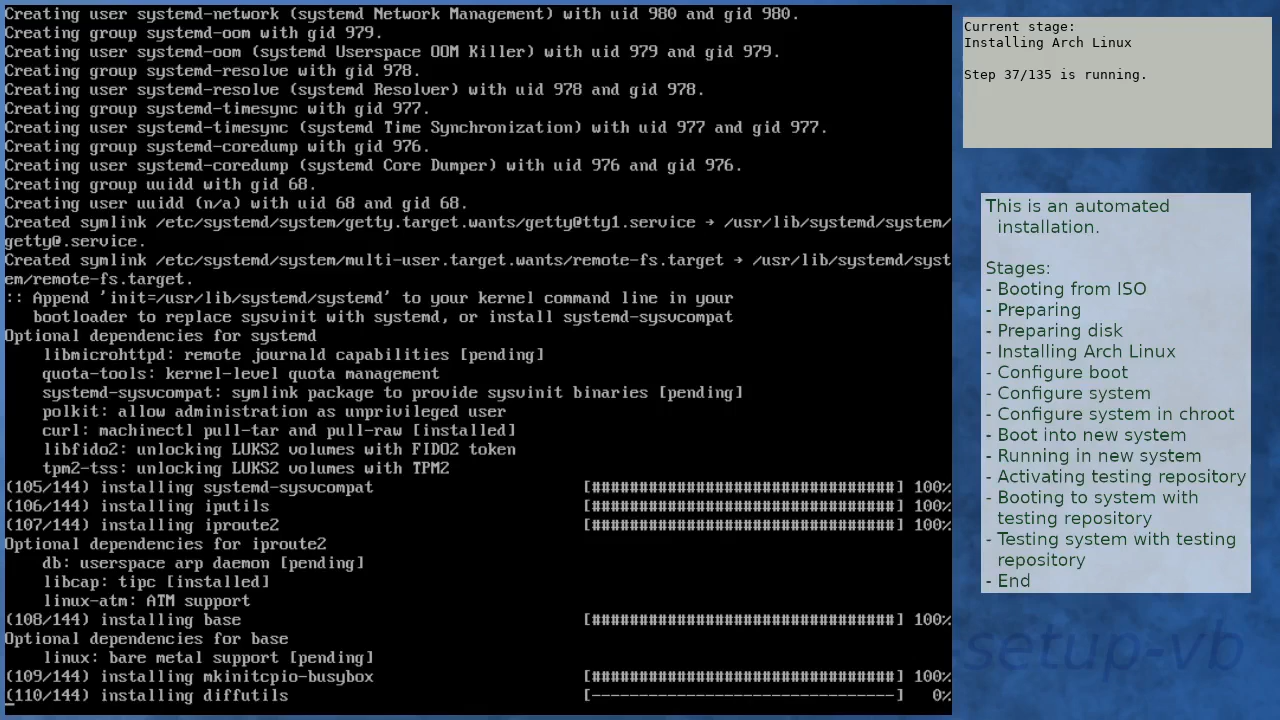 Creating user systemd-network (systemd Network Management) with uid 980 and gid 980.
Creating group systemd-oom with gid 979.
Creating user systemd-oom (systemd Userspace OOM Killer) with uid 979 and gid 979.
Creating group systemd-resolve with gid 978.
Creating user systemd-resolve (systemd Resolver) with uid 978 and gid 978.
Creating group systemd-timesync with gid 977.
Creating user systemd-timesync (systemd Time Synchronization) with uid 977 and gid 977.
Creating group systemd-coredump with gid 976.
Creating user systemd-coredump (systemd Core Dumper) with uid 976 and gid 976.
Creating group uuidd with gid 68.
Creating user uuidd (n/a) with uid 68 and gid 68.
Created symlink /etc/systemd/system/getty.target.wants/getty@tty1.service → /usr/lib/systemd/system/
getty@.service.
Created symlink /etc/systemd/system/multi-user.target.wants/remote-fs.target → /usr/lib/systemd/syst
em/remote-fs.target.
:: Append 'init=/usr/lib/systemd/systemd' to your kernel command line in your
bootloader to replace sysvinit with systemd, or install systemd-sysvcompat
Optional dependencies for systemd
libmicrohttpd: remote journald capabilities [pending]
quota-tools: kernel-level quota management
systemd-sysvcompat: symlink package to provide sysvinit binaries [pending]
polkit: allow administration as unprivileged user
curl: machinectl pull-tar and pull-raw [installed]
libfido2: unlocking LUKS2 volumes with FIDO2 token
tpm2-tss: unlocking LUKS2 volumes with TPM2
(105/144) installing systemd-sysvcompat [################################] 100%
(106/144) installing iputils [################################] 100%
(107/144) installing iproute2 [################################] 100%
Optional dependencies for iproute2
db: userspace arp daemon [pending]
libcap: tipc [installed]
linux-atm: ATM support
(108/144) installing base [################################] 100%
Optional dependencies for base
linux: bare metal support [pending]
(109/144) installing mkinitcpio-busybox [################################] 100%
(110/144) installing diffutils [--------------------------------] 0%
Current stage:
Installing Arch Linux
Step 37/135 is running.
This is an automated
installation.
Stages:
- Booting from ISO
- Preparing
- Preparing disk
- Installing Arch Linux
- Configure boot
- Configure system
- Configure system in chroot
- Boot into new system
- Running in new system
- Activating testing repository
- Booting to system with
testing repository
- Testing system with testing
repository
- End
setup-vb